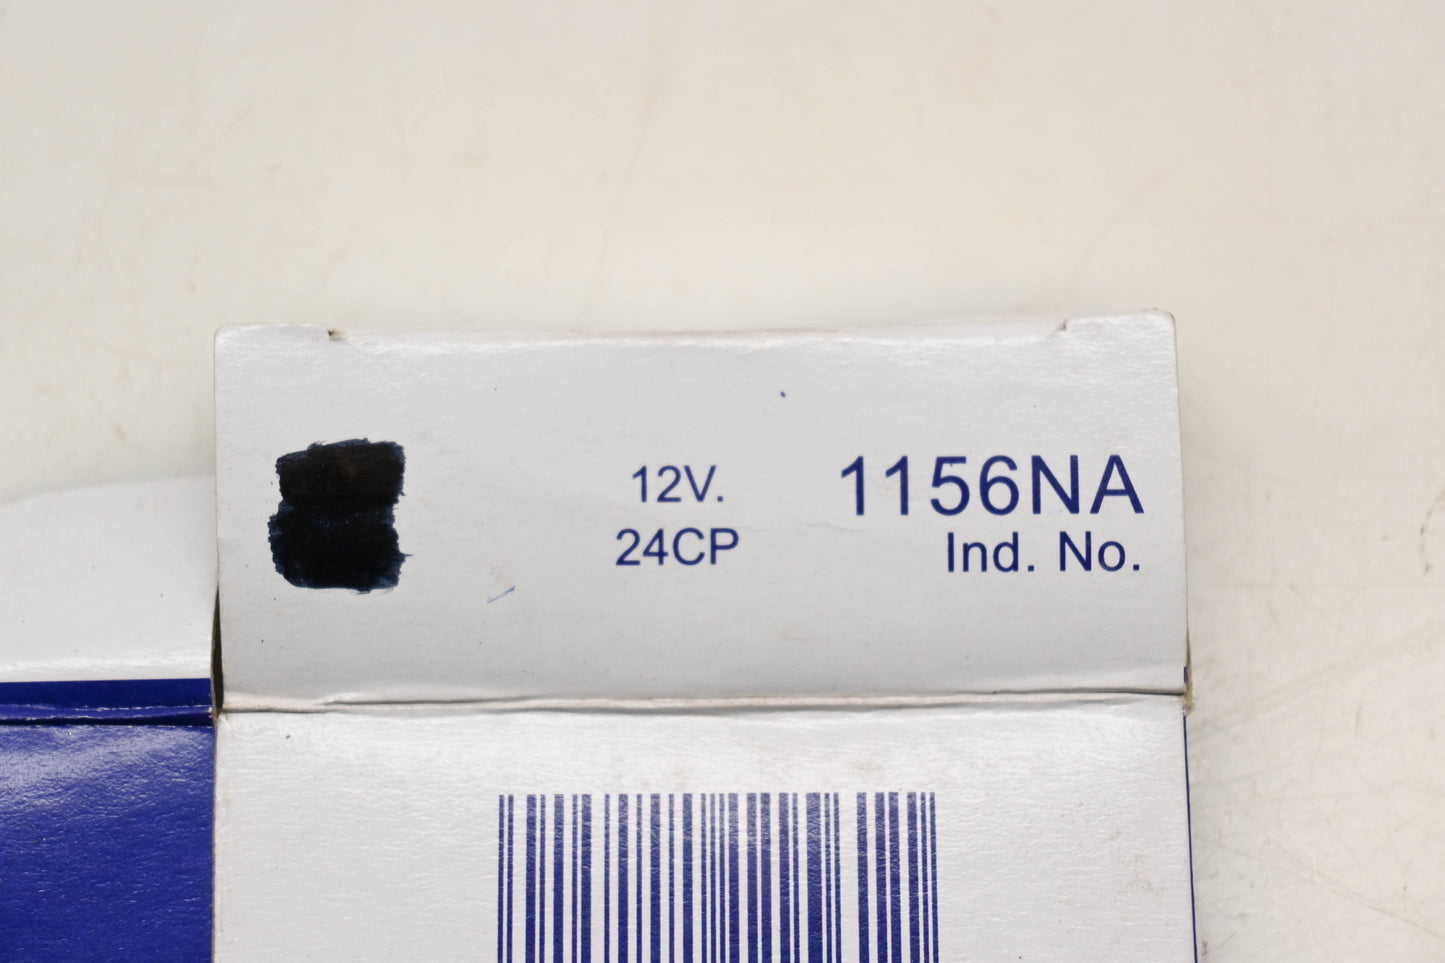 12V.
24CP
1156NA
Ind. No.